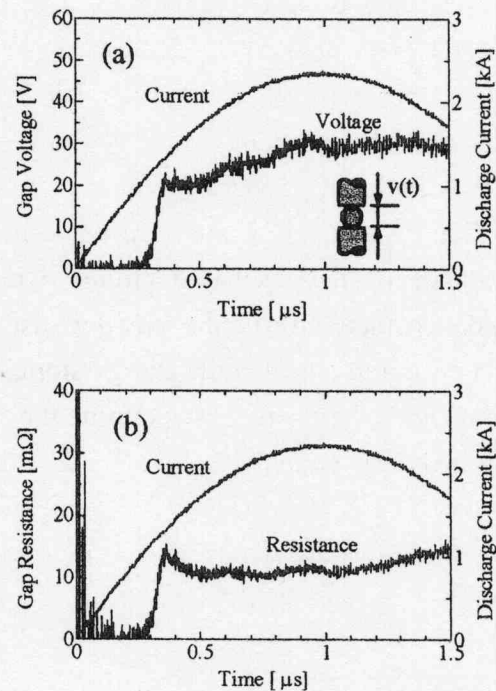 (a)
Gap Voltage [V]
60
50
40
30
20
10
0
Current
Voltage
v(t)
3
2
1
0
Discharge Current [kA]
0 0.5 1.0 1.5
Time [ μs]
(b)
Gap Resistance [mΩ]
40
30
20
10
0
Current
Resistance
3
2
1
0
Discharge Current [kA]
0 0.5 1.0 1.5
Time [ μs]